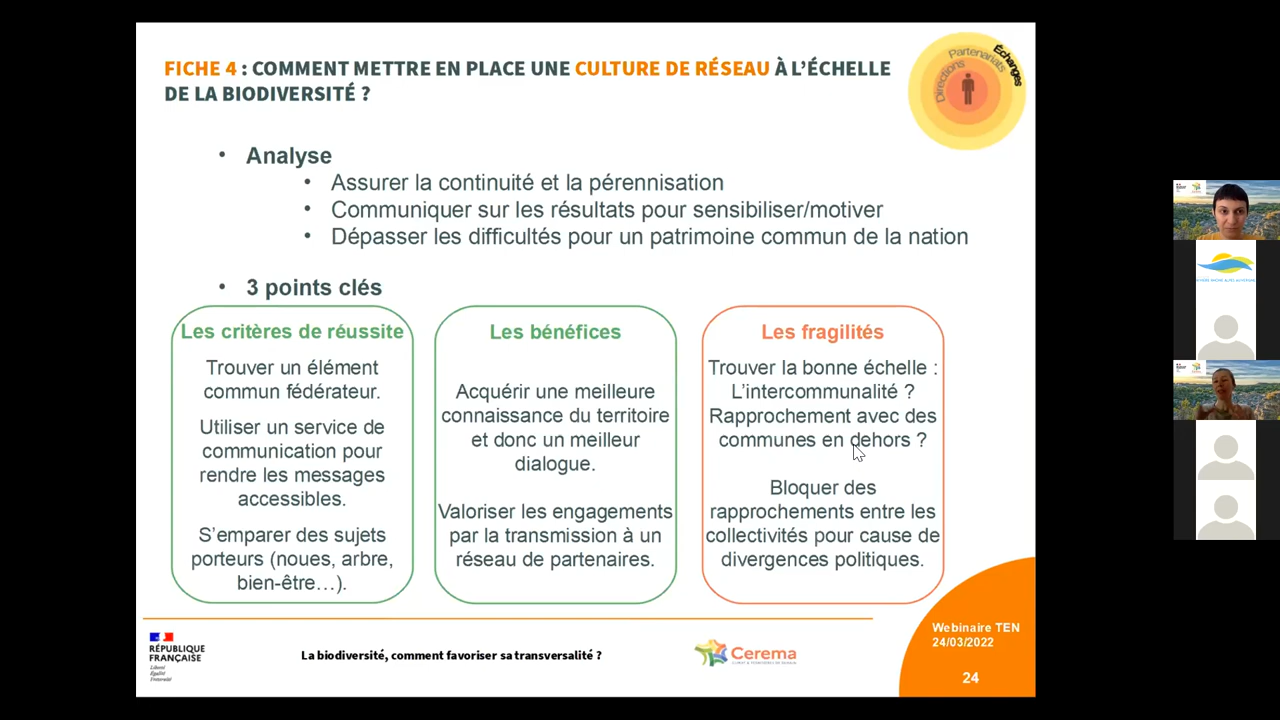 FICHE 4 : COMMENT METTRE EN PLACE UNE CULTURE DE RÉSEAU À L’ÉCHELLE
DE LA BIODIVERSITÉ ?
Directions
Partenariats
Échanges
• Analyse
• Assurer la continuité et la pérennisation
• Communiquer sur les résultats pour sensibiliser/motiver
• Dépasser les difficultés pour un patrimoine commun de la nation
• 3 points clés
Les critères de réussite
Trouver un élément
commun fédérateur.
Utiliser un service de
communication pour
rendre les messages
accessibles.
S’emparer des sujets
porteurs (noues, arbre,
bien-être…).
Les bénéfices
Acquérir une meilleure
connaissance du territoire
et donc un meilleur
dialogue.
Valoriser les engagements
par la transmission à un
réseau de partenaires.
Les fragilités
Trouver la bonne échelle :
L’intercommunalité ?
Rapprochement avec des
communes en dehors ?
Bloquer des
rapprochements entre les
collectivités pour cause de
divergences politiques.
RÉPUBLIQUE
FRANÇAISE
Liberté
Égalité
Fraternité
La biodiversité, comment favoriser sa transversalité ?
Cerema
Webinaire TEN
24/03/2022
24